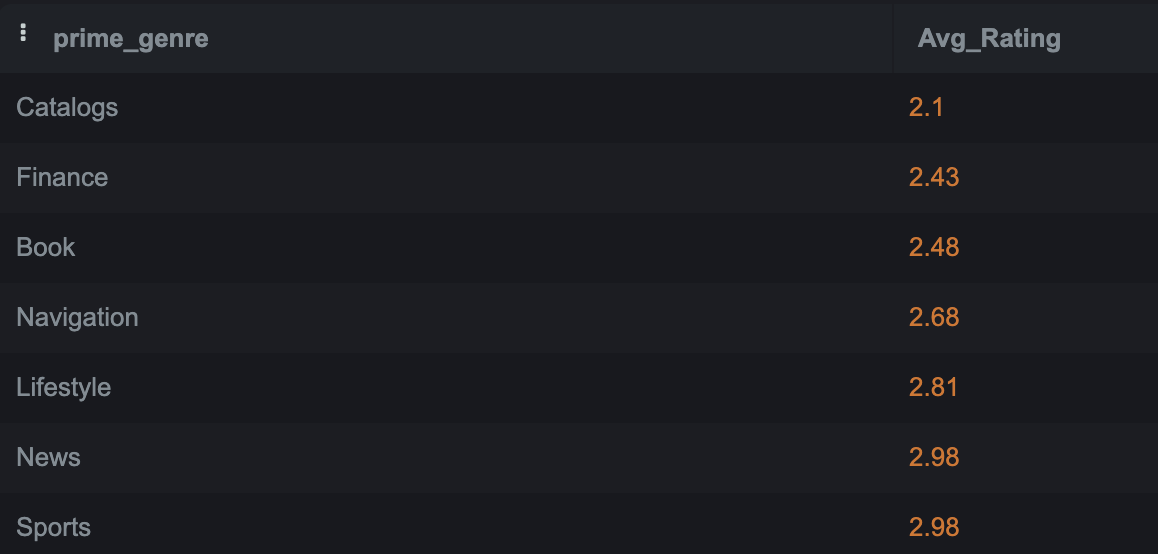 prime_genre Avg_Rating
Catalogs 2.1
Finance 2.43
Book 2.48
Navigation 2.68
Lifestyle 2.81
News 2.98
Sports 2.98